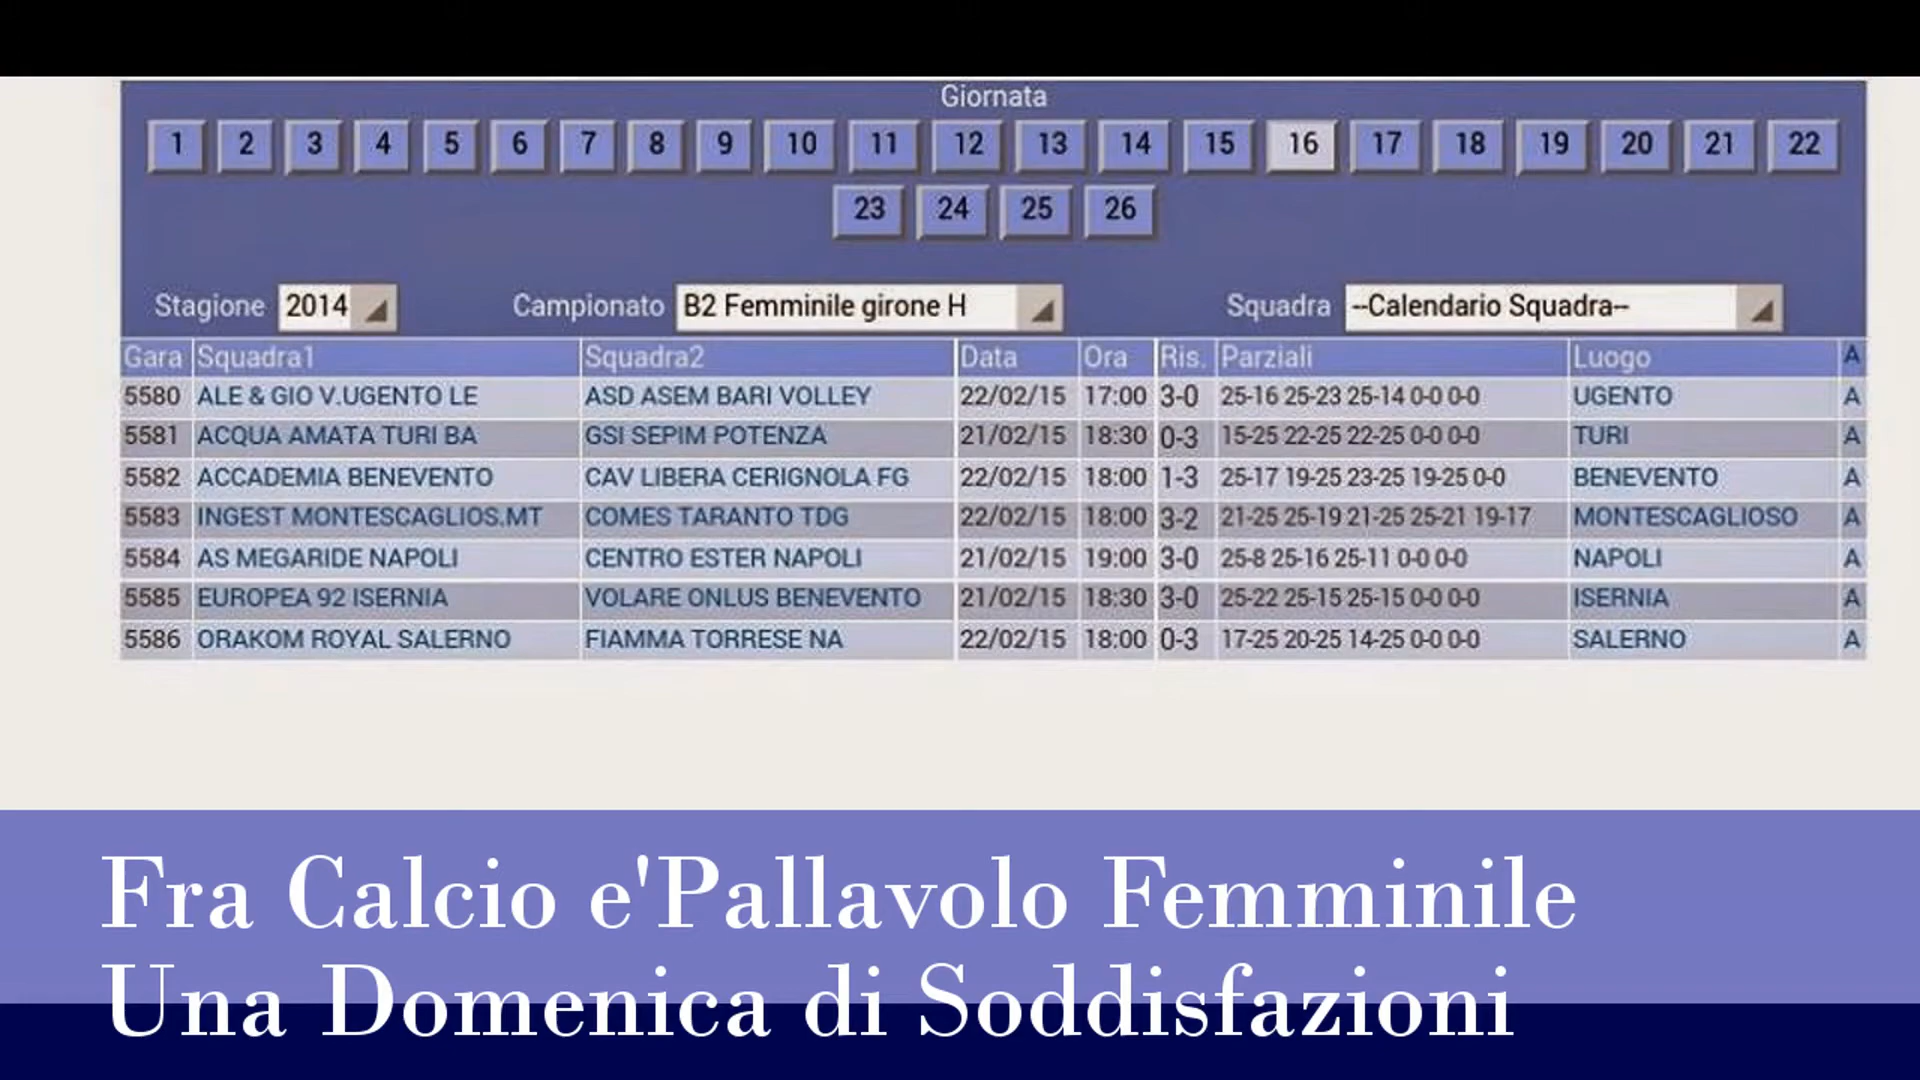 Giornata
1 2 3 4 5 6 7 8 9 10 11 12 13 14 15 16 17 18 19 20 21 22
23 24 25 26
Stagione 2014 Campionato B2 Femminile girone H Squadra --Calendario Squadra--
Gara Squadra1 Squadra2 Data Ora Ris. Parziali Luogo A
5580 ALE & GIO V.UGENTO LE ASD ASEM BARI VOLLEY 22/02/15 17:00 3-0 25-16 25-23 25-14 0-0 0-0 UGENTO A
5581 ACQUA AMATA TURI BA GSI SEPIM POTENZA 21/02/15 18:30 0-3 15-25 22-25 22-25 0-0 0-0 TURI A
5582 ACCADEMIA BENEVENTO CAV LIBERA CERIGNOLA FG 22/02/15 18:00 1-3 25-17 19-25 23-25 19-25 0-0 BENEVENTO A
5583 INGEST MONTESCAGLIOS.MT COMES TARANTO TDG 22/02/15 18:00 3-2 21-25 25-19 21-25 25-21 19-17 MONTESCAGLIOSO A
5584 AS MEGARIDE NAPOLI CENTRO ESTER NAPOLI 21/02/15 19:00 3-0 25-8 25-16 25-11 0-0 0-0 NAPOLI A
5585 EUROPEA 92 ISERNIA VOLARE ONLUS BENEVENTO 21/02/15 18:30 3-0 25-22 25-15 25-15 0-0 0-0 ISERNIA A
5586 ORAKOM ROYAL SALERNO FIAMMA TORRESE NA 22/02/15 18:00 0-3 17-25 20-25 14-25 0-0 0-0 SALERNO A
Fra Calcio e'Pallavolo Femminile
Una Domenica di Soddisfazioni